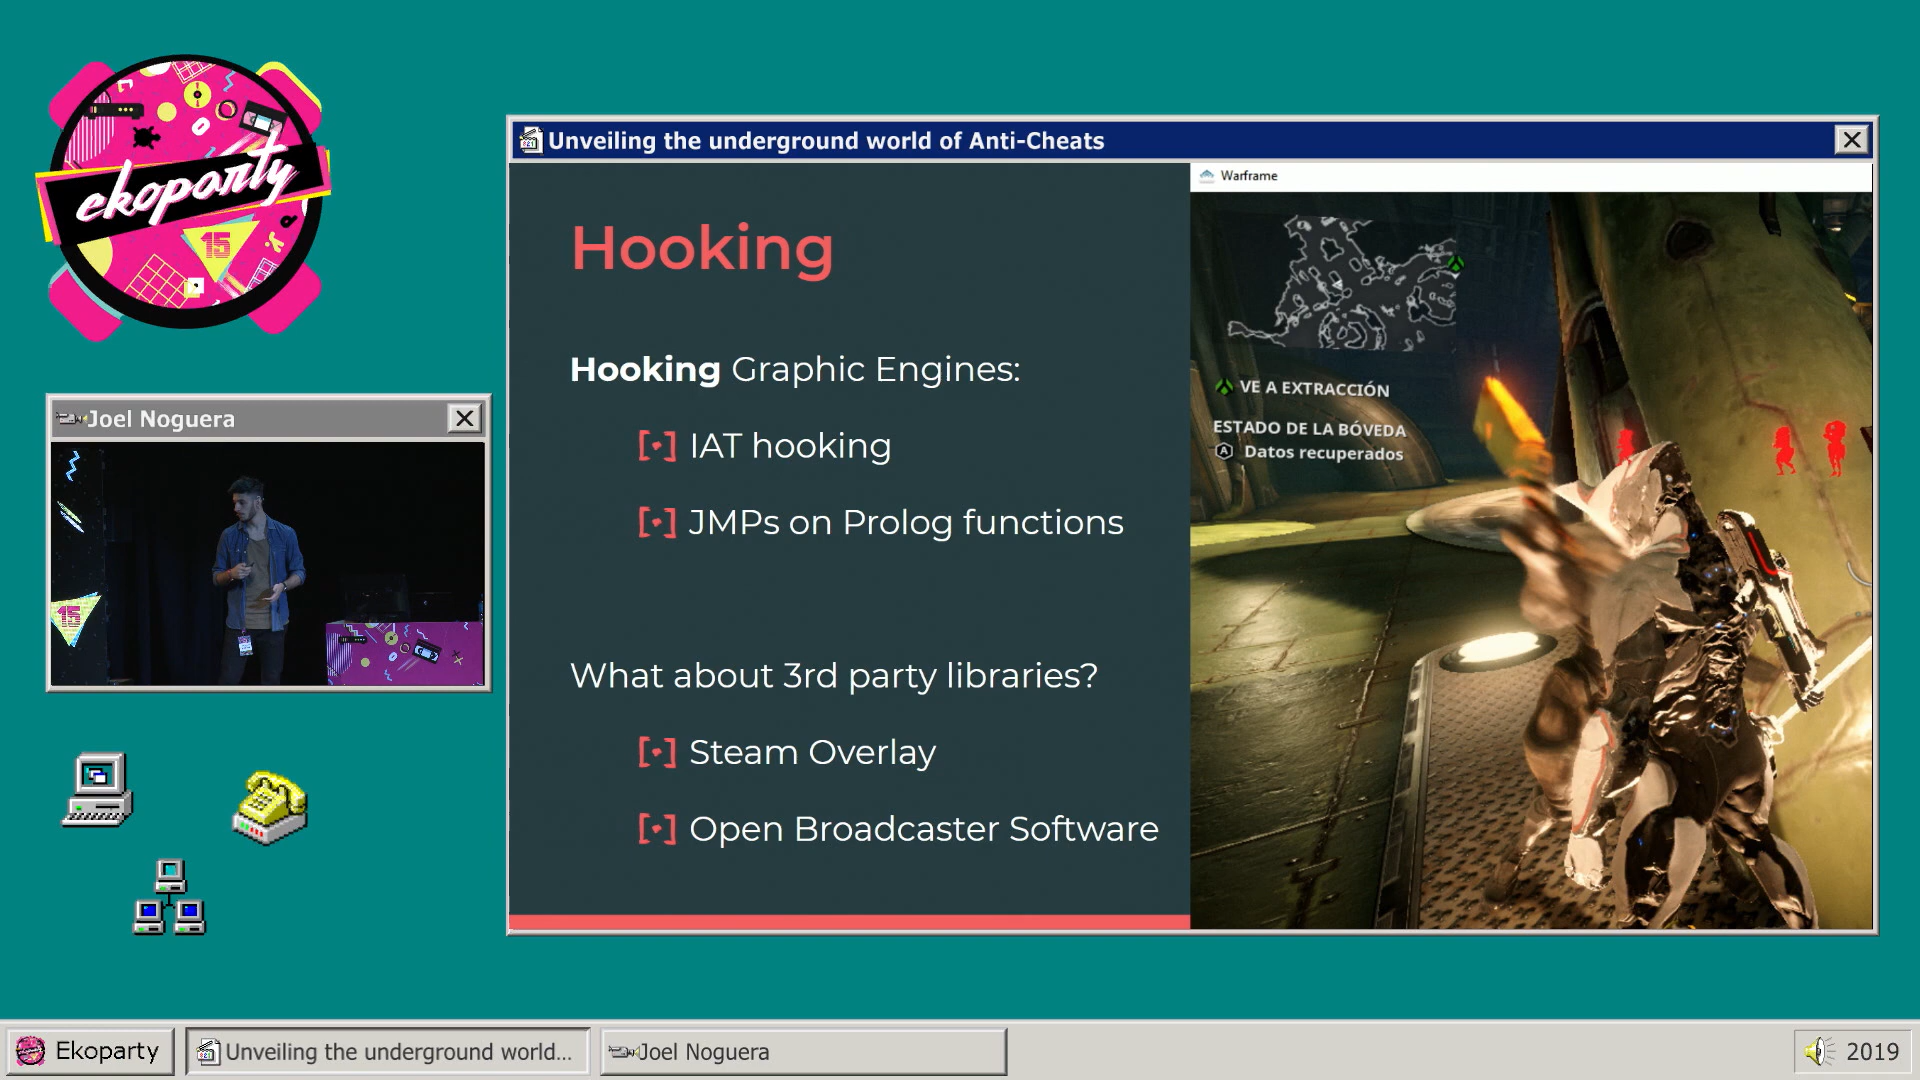 ekoparty
15
Joel Noguera
15
Unveiling the underground world of Anti-Cheats
Hooking
Hooking Graphic Engines:
IAT hooking
JMPs on Prolog functions
What about 3rd party libraries?
Steam Overlay
Open Broadcaster Software
Warframe
VE A EXTRACCIÓN
ESTADO DE LA BÓVEDA
A Datos recuperados
Ekoparty
Unveiling the underground world...
Joel Noguera
2019